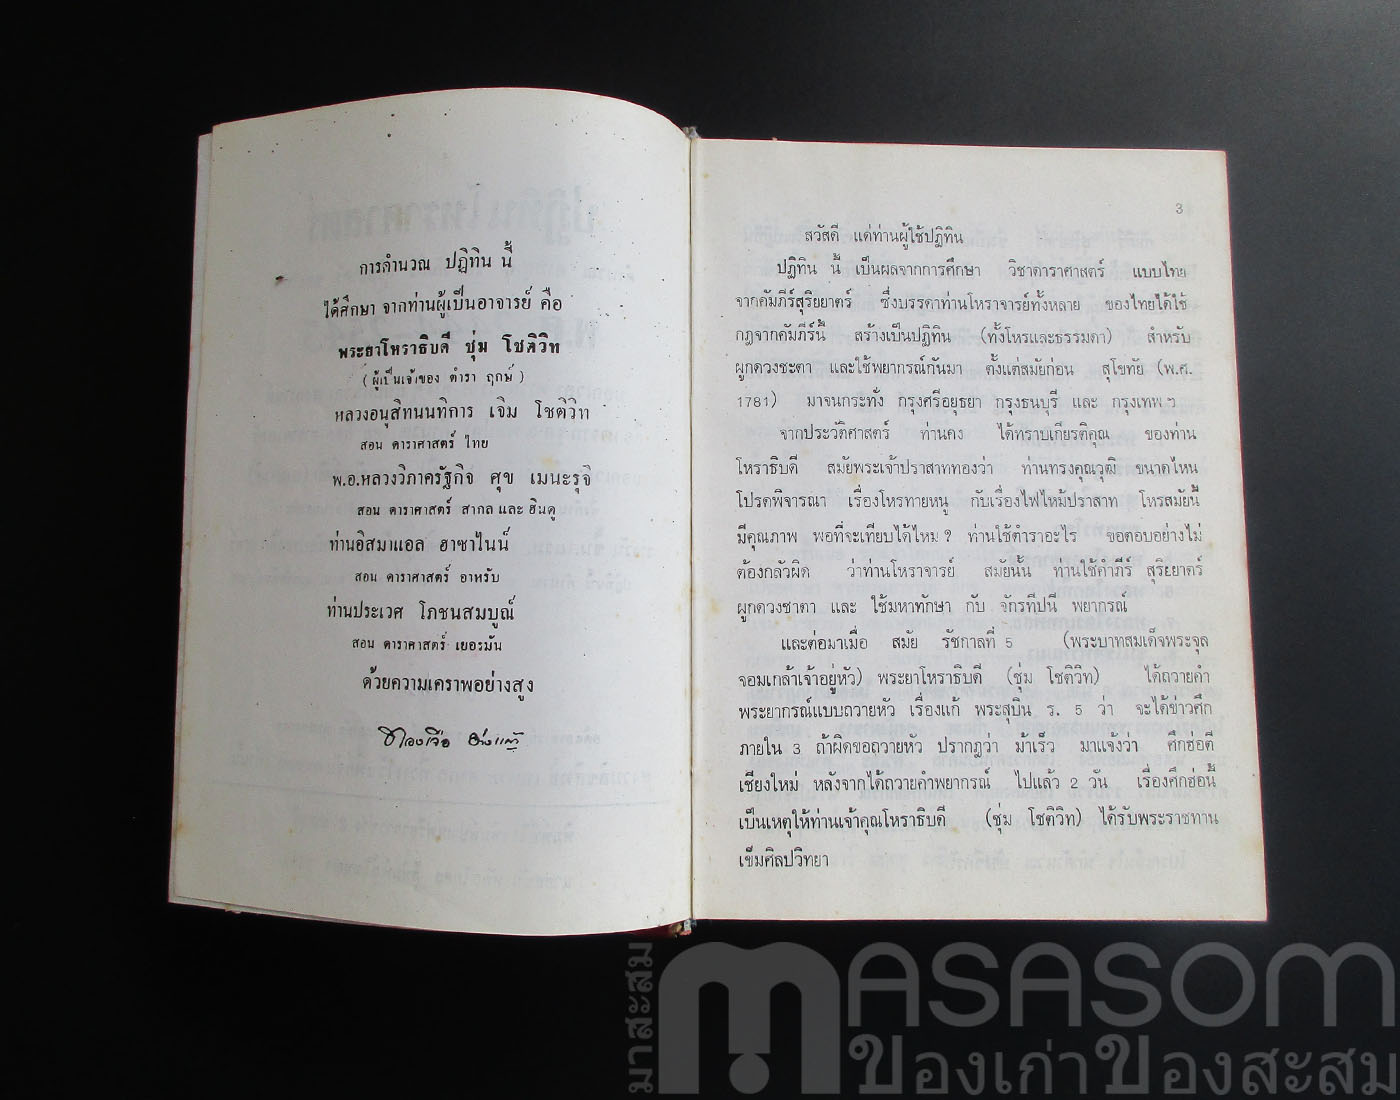 การคำนวณ ปฏิทิน นี้
ได้ศึกษา จากท่านผู้เป็นอาจารย์ คือ
พระยาโหราธิบดี ชุ่ม โชติวิท
( ผู้เป็นเจ้าของ ตำรา ฤกษ์ )
หลวงอนุสิทนนทิการ เจิม โชติวิท
สอน ดาราศาสตร์ ไทย
พ.อ.หลวงวิภาครัฐกิจ ศุข เมนะรุจิ
สอน ดาราศาสตร์ สากล และ ฮินดู
ท่านอิสมาแอล ฮาซาไนน์
สอน ดาราศาสตร์ อาหรับ
ท่านประเวศ โภชนสมบูณ์
สอน ดาราศาสตร์ เยอรมัน
ด้วยความเคราพอย่างสูง
3
สวัสดี แด่ท่านผู้ใช้ปฏิทิน
ปฏิทิน นี้ เป็นผลจากการศึกษา วิชาดาราศาสตร์ แบบไทย
จากคัมภีร์สุริยยาตร์ ซึ่งบรรดาท่านโหราจารย์ทั้งหลาย ของไทยได้ใช้
กฎจากคัมภีร์นี้ สร้างเป็นปฏิทิน (ทั้งโหรและธรรมดา) สำหรับ
ผูกดวงชะตา และใช้พยากรณ์กันมา ตั้งแต่สมัยก่อน สุโขทัย (พ.ศ.
1781) มาจนกระทั่ง กรุงศรีอยุธยา กรุงธนบุรี และ กรุงเทพฯ
จากประวัติศาสตร์ ท่านคง ได้ทราบเกียรติคุณ ของท่าน
โหราธิบดี สมัยพระเจ้าปราสาททองว่า ท่านทรงคุณวุฒิ ขนาดไหน
โปรดพิจารณา เรื่องโหรทายหนู กับเรื่องไฟไหม้ปราสาท โหรสมัยนี้
มีคุณภาพ พอที่จะเทียบได้ไหม ? ท่านใช้ตำราอะไร ขอตอบอย่างไม่
ต้องกลัวผิด ว่าท่านโหราจารย์ สมัยนั้น ท่านใช้คำภีร์ สุริยยาตร์
ผูกดวงชาตา และ ใช้มหาทักษา กับ จักรทีปนี พยากรณ์
และต่อมาเมื่อ สมัย รัชกาลที่ 5 (พระบาทสมเด็จพระจุล
จอมเกล้าเจ้าอยู่หัว) พระยาโหราธิบดี (ชุ่ม โชติวิท) ได้ถวายคำ
พระยากรณ์แบบถวายหัว เรื่องแก้ พระสุบิน ร. 5 ว่า จะได้ข่าวศึก
ภายใน 3 ถ้าผิดขอถวายหัว ปรากฎว่า ม้าเร็ว มาแจ้งว่า ศึกฮ่อตี
เชียงใหม่ หลังจากได้ถวายคำพยากรณ์ ไปแล้ว 2 วัน เรื่องศึกฮ่อนี้
เป็นเหตุให้ท่านเจ้าคุณโหราธิบดี (ชุ่ม โชติวิท) ได้รับพระราชทาน
เข็มศิลปวิทยา
มาสะสม
MASASOM
ของเก่าของสะสม